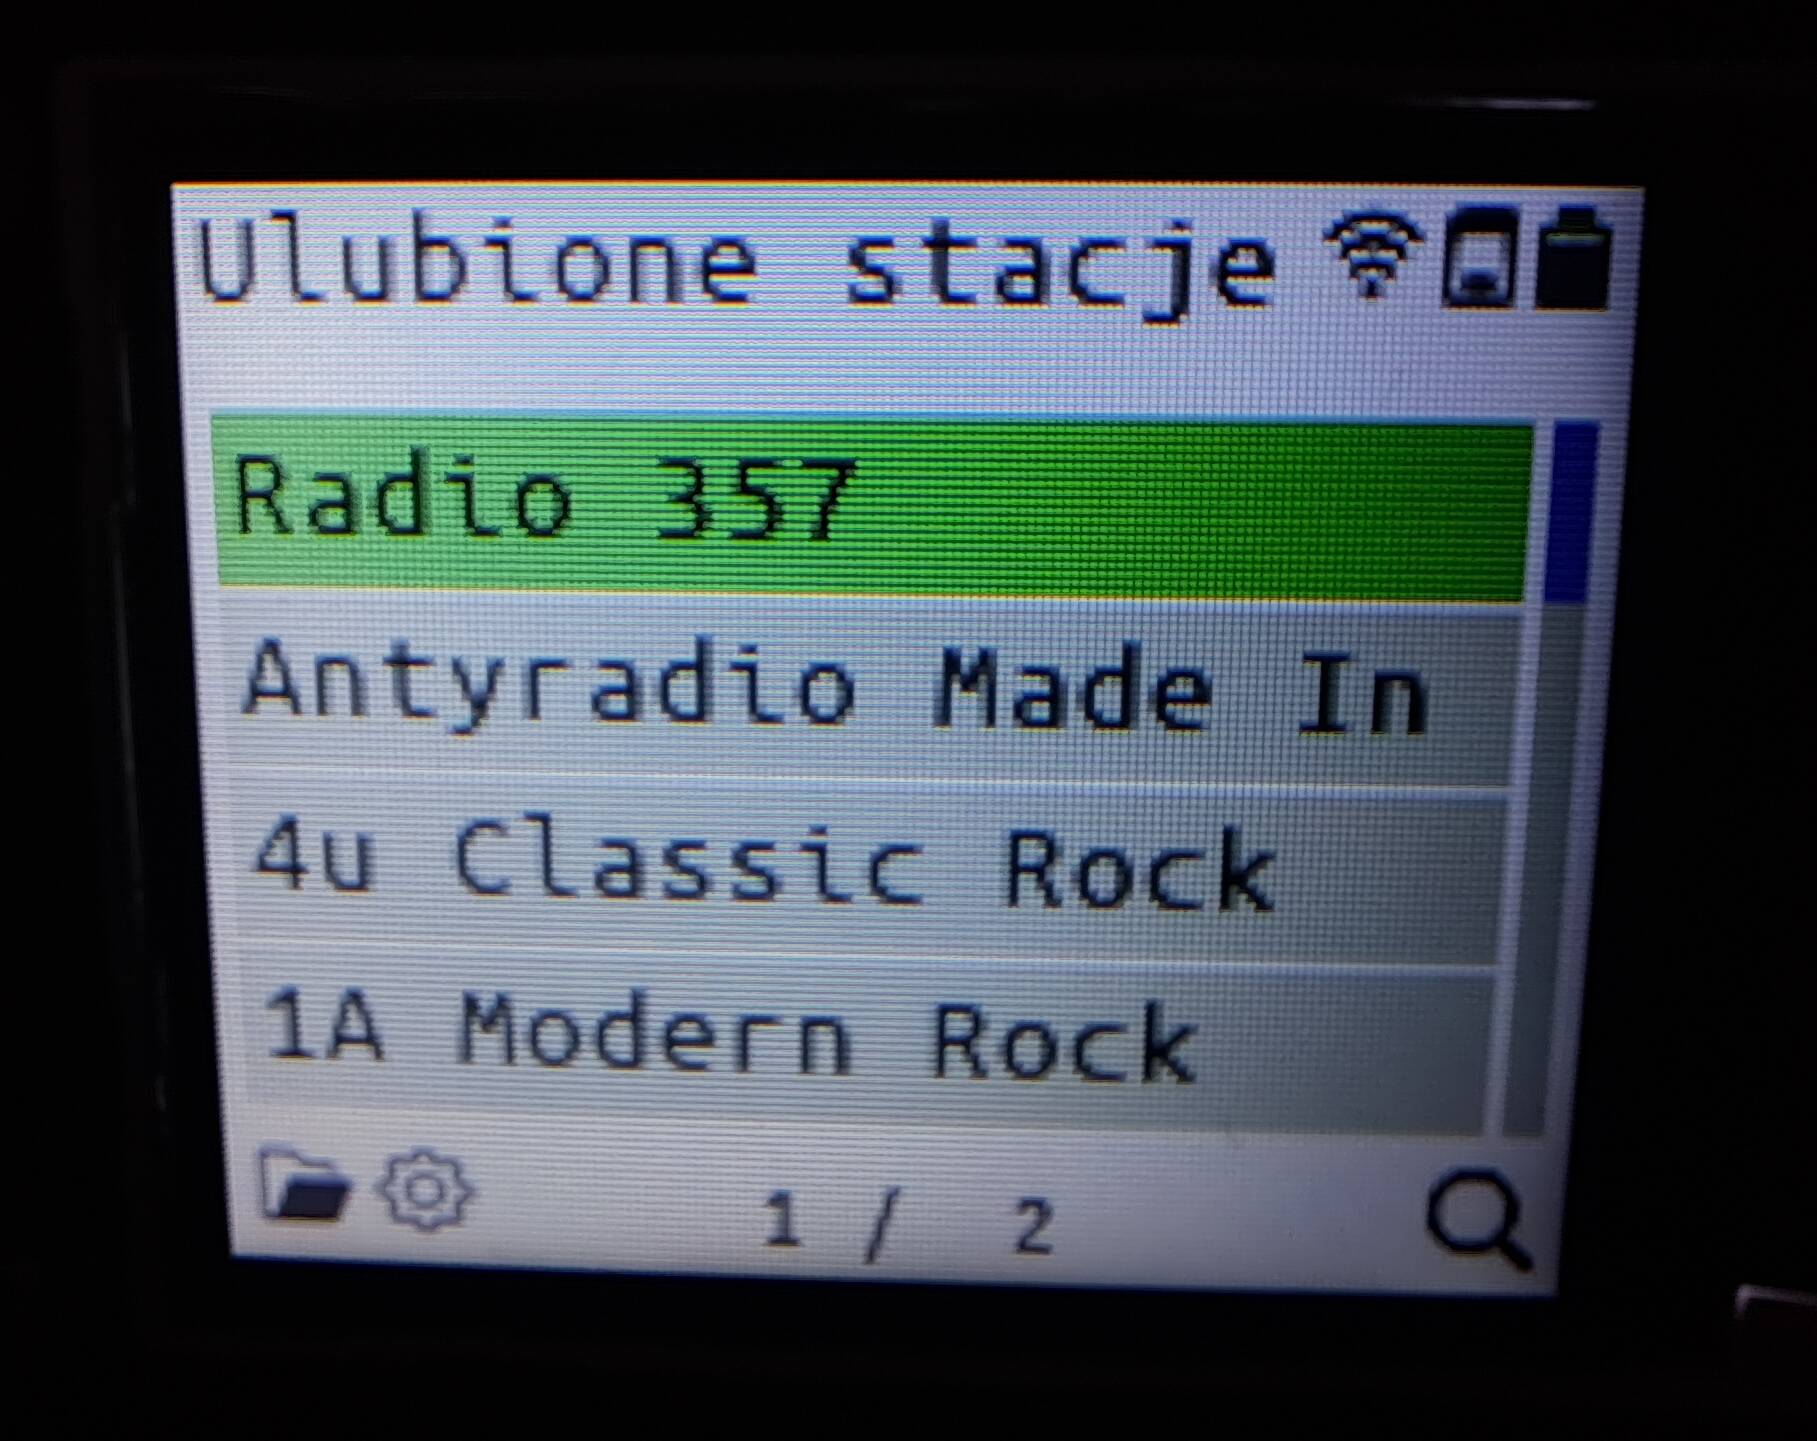 Ulubione stacje
Radio 357
Antyradio Made In
4u Classic Rock
1A Modern Rock
1 / 2